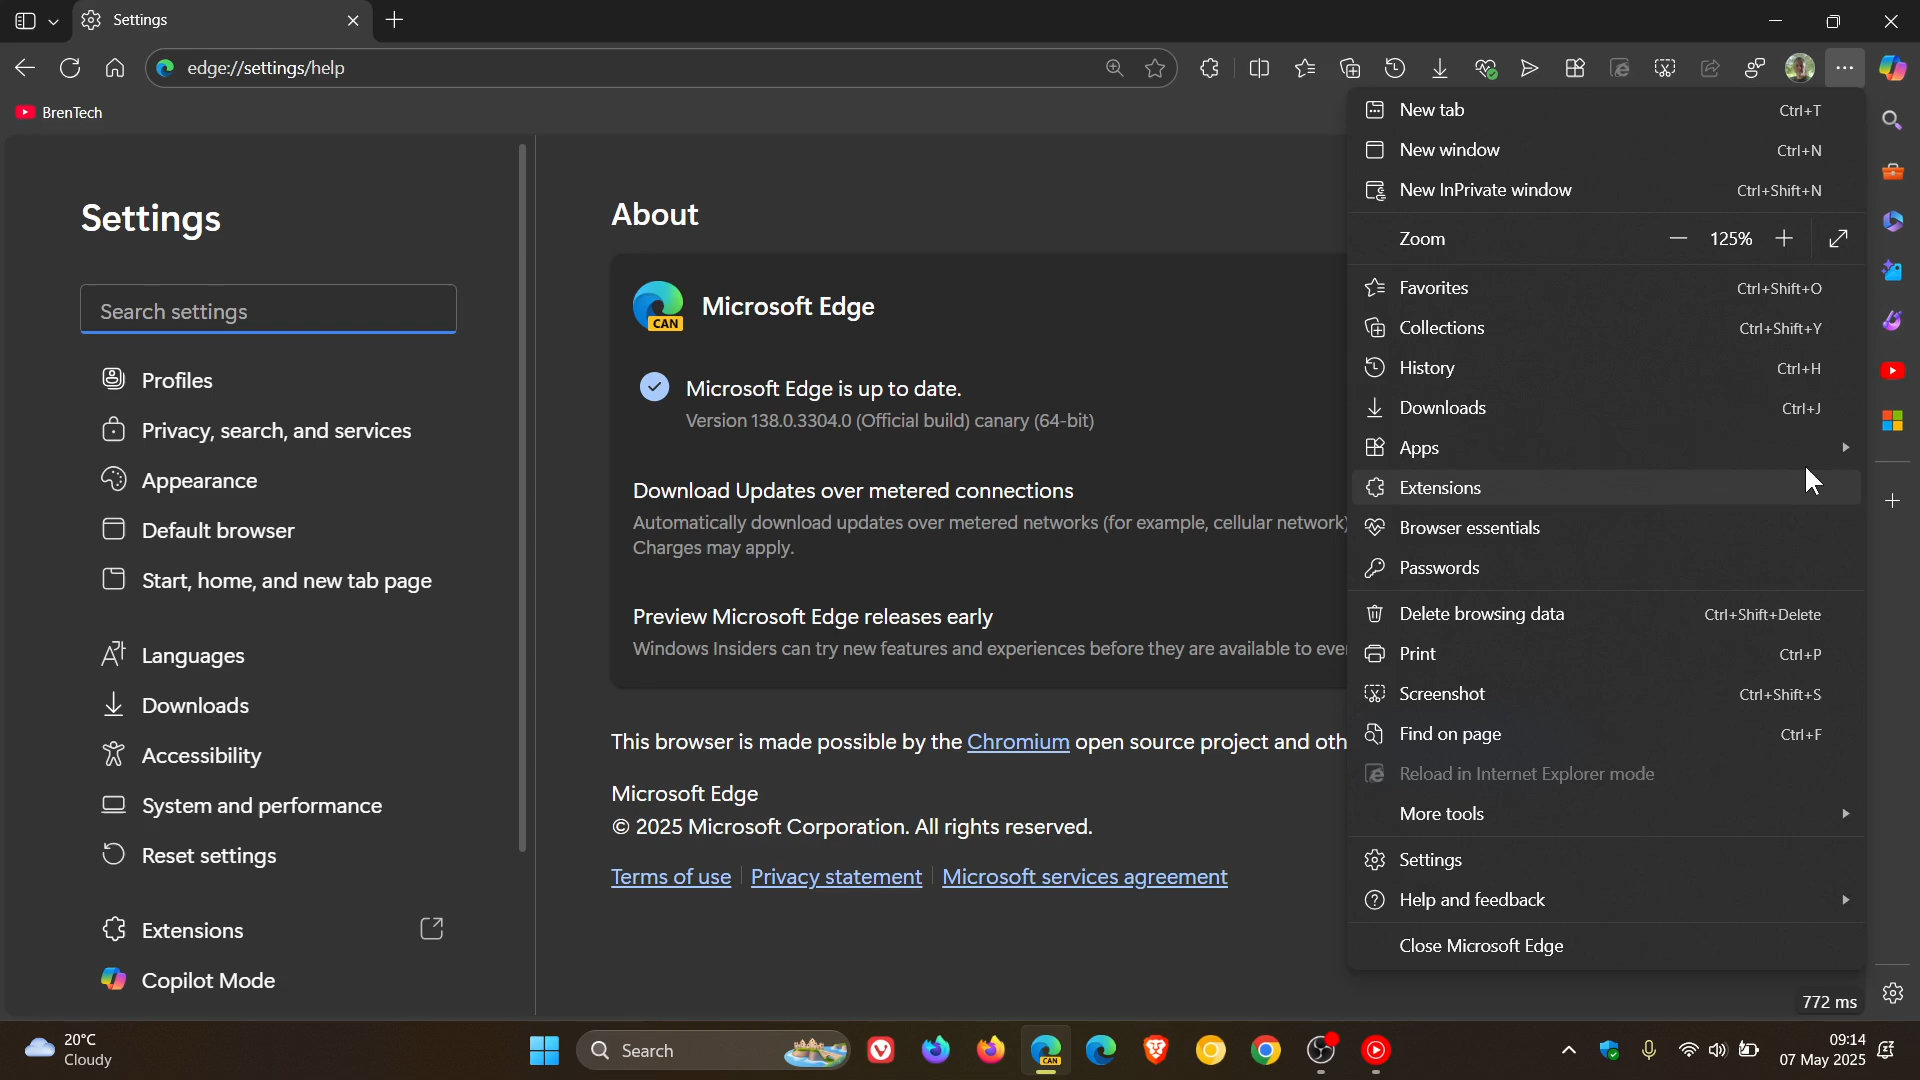 Settings
edge://settings/help
BrenTech
Settings
Search settings
Profiles
Privacy, search, and services
Appearance
Default browser
Start, home, and new tab page
Languages
Downloads
Accessibility
System and performance
Reset settings
Extensions
Copilot Mode
About
CAN
Microsoft Edge
Microsoft Edge is up to date.
Version 138.0.3304.0 (Official build) canary (64-bit)
Download Updates over metered connections
Automatically download updates over metered networks (for example, cellular network
Charges may apply.
Preview Microsoft Edge releases early
Windows Insiders can try new features and experiences before they are available to eve
This browser is made possible by the Chromium open source project and oth
Microsoft Edge
© 2025 Microsoft Corporation. All rights reserved.
Terms of use Privacy statement Microsoft services agreement
New tab Ctrl+T
New window Ctrl+N
New InPrivate window Ctrl+Shift+N
Zoom 125%
Favorites Ctrl+Shift+O
Collections Ctrl+Shift+Y
History Ctrl+H
Downloads Ctrl+J
Apps
Extensions
Browser essentials
Passwords
Delete browsing data Ctrl+Shift+Delete
Print Ctrl+P
Screenshot Ctrl+Shift+S
Find on page Ctrl+F
Reload in Internet Explorer mode
More tools
Settings
Help and feedback
Close Microsoft Edge
772 ms
20°C
Cloudy
Search
CAN
09:14
07 May 2025